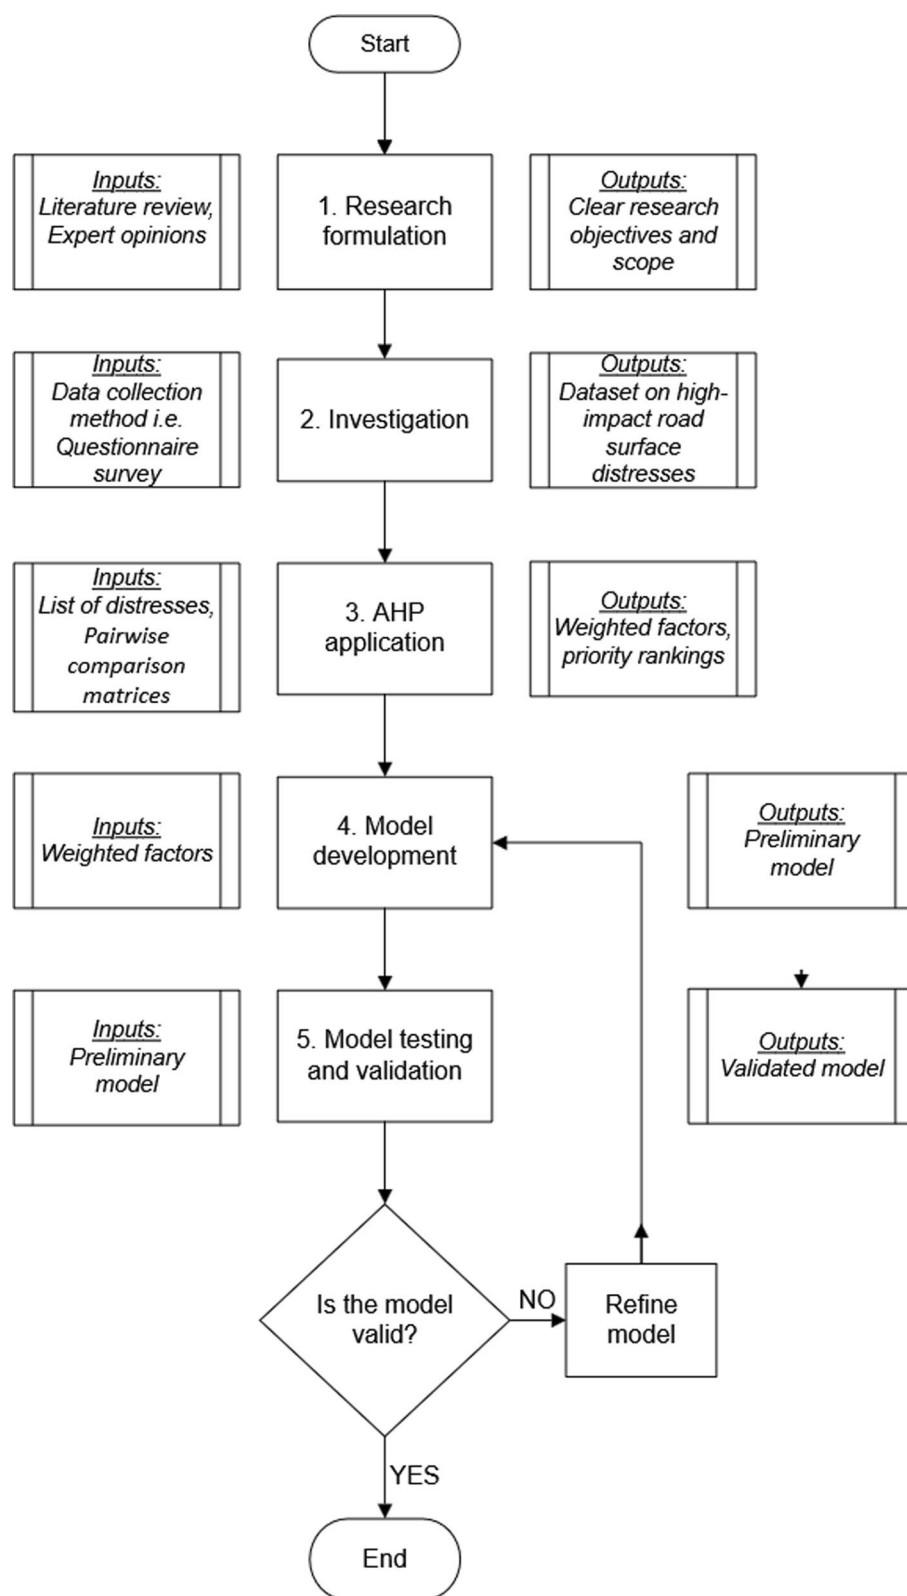 Start
Inputs:
Literature review,
Expert opinions
1. Research
formulation
Outputs:
Clear research
objectives and
scope
Inputs:
Data collection
method i.e.
Questionnaire
survey
2. Investigation
Outputs:
Dataset on high-
impact road
surface
distresses
Inputs:
List of distresses,
Pairwise
comparison
matrices
3. AHP
application
Outputs:
Weighted factors,
priority rankings
Inputs:
Weighted factors
4. Model
development
Outputs:
Preliminary
model
Inputs:
Preliminary
model
5. Model testing
and validation
Outputs:
Validated model
Is the model
valid?
NO
Refine
model
YES
End